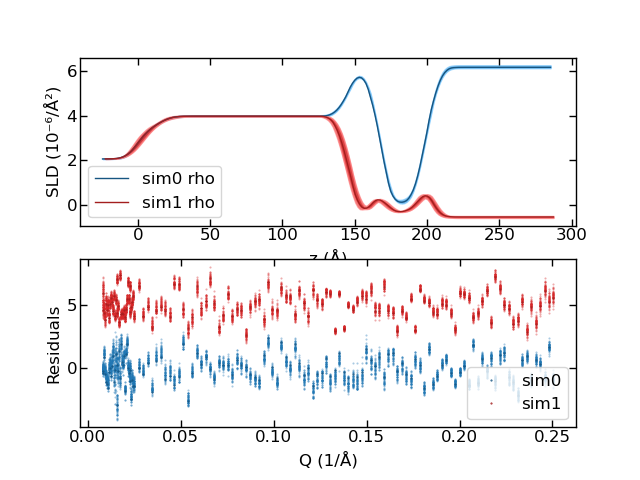 6
4
2
0
SLD (10⁻⁶/Å²)
sim0 rho
sim1 rho
0 50 100 150 200 250 300
z (Å)
5
0
Residuals
sim0
sim1
0.00 0.05 0.10 0.15 0.20 0.25
Q (1/Å)